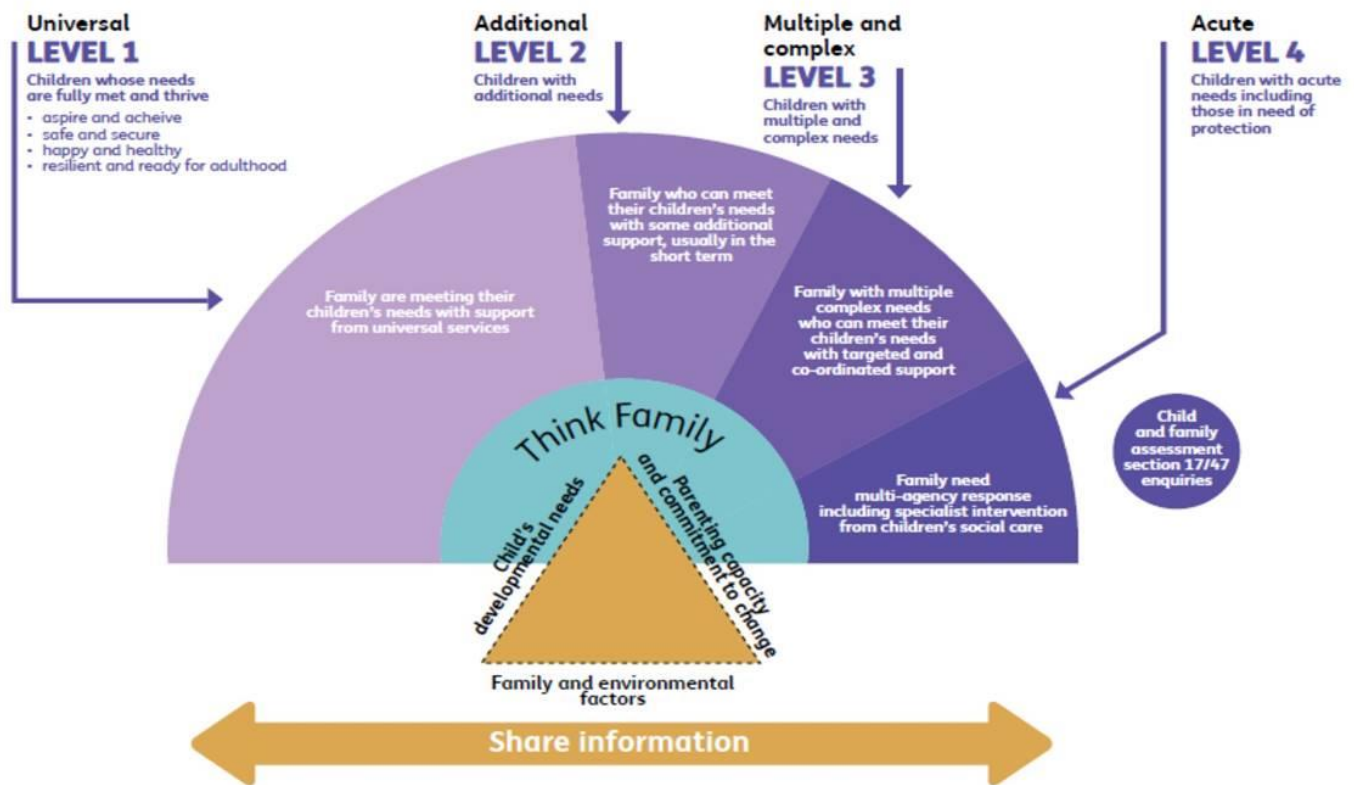 Universal
LEVEL 1
Children whose needs
are fully met and thrive
• aspire and acheive
• safe and secure
• happy and healthy
• resilient and ready for adulthood
Additional
LEVEL 2
Children with
additional needs
Multiple and
complex
LEVEL 3
Children with
multiple and
complex needs
Acute
LEVEL 4
Children with acute
needs including
those in need of
protection
Family are meeting their
children's needs with support
from universal services
Family who can meet
their children's needs
with some additional
support, usually in the
short term
Family with multiple
complex needs
who can meet their
children's needs
with targeted and
co-ordinated support
Family need
multi-agency response
including specialist intervention
from children's social care
Child
and family
assessment
section 17/47
enquiries
Think Family
Child's
developmental needs
Parenting capacity
and commitment to change
Family and environmental
factors
Share information